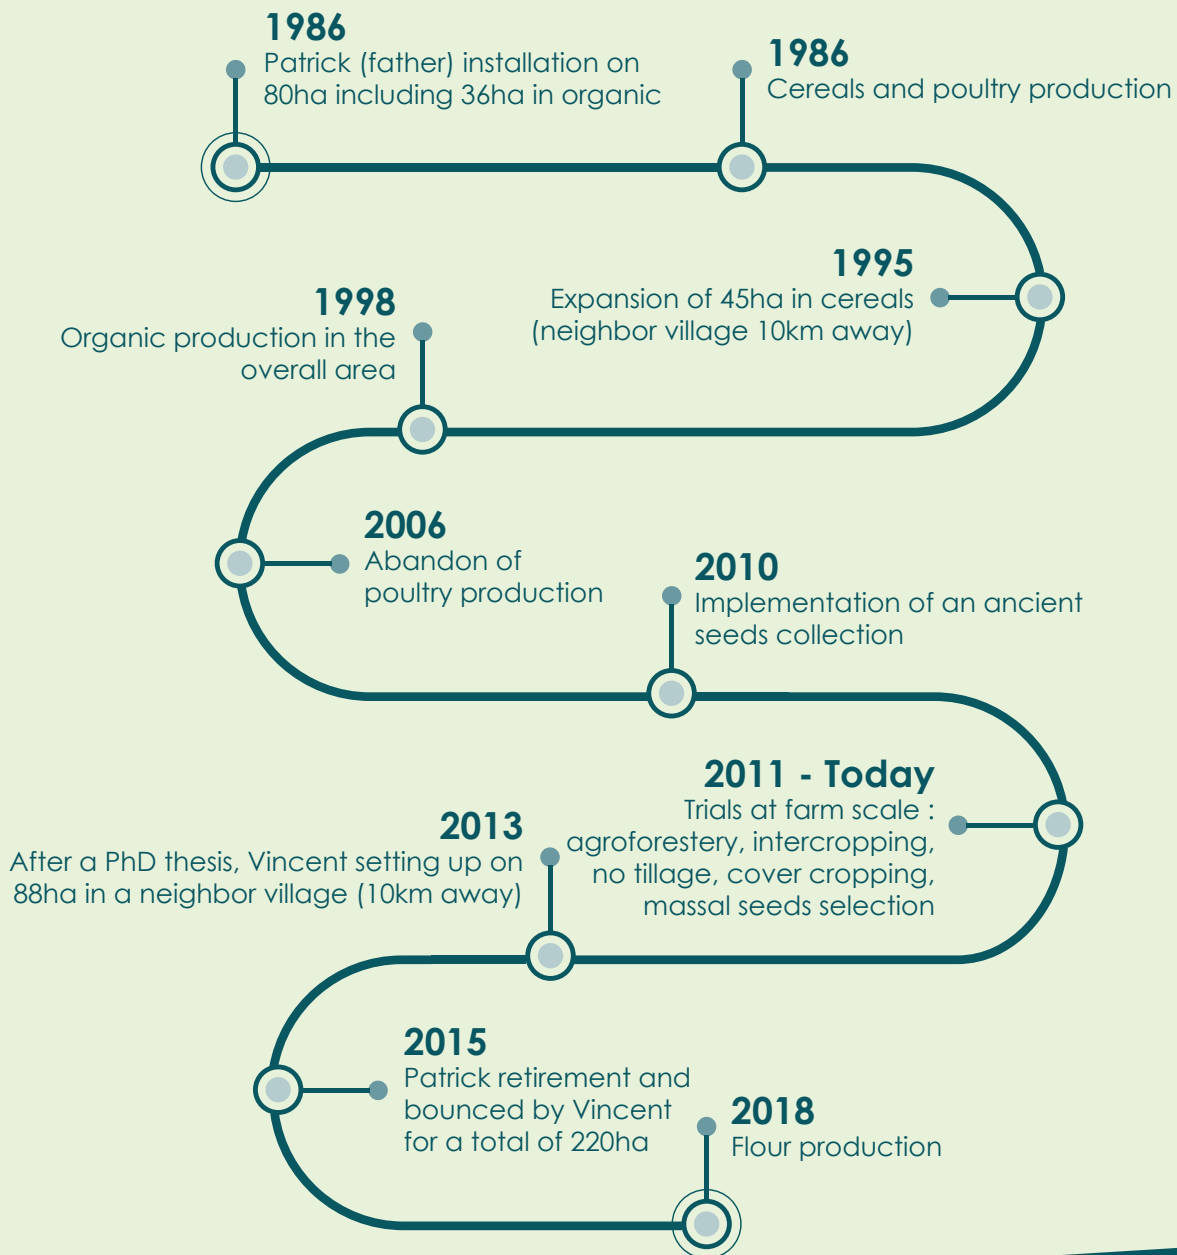 1986
Patrick (father) installation on
80ha including 36ha in organic
1986
Cereals and poultry production
1995
Expansion of 45ha in cereals
(neighbor village 10km away)
1998
Organic production in the
overall area
2006
Abandon of
poultry production
2010
Implementation of an ancient
seeds collection
2011 - Today
Trials at farm scale :
agroforestery, intercropping,
no tillage, cover cropping,
massal seeds selection
2013
After a PhD thesis, Vincent setting up on
88ha in a neighbor village (10km away)
2015
Patrick retirement and
bounced by Vincent
for a total of 220ha
2018
Flour production